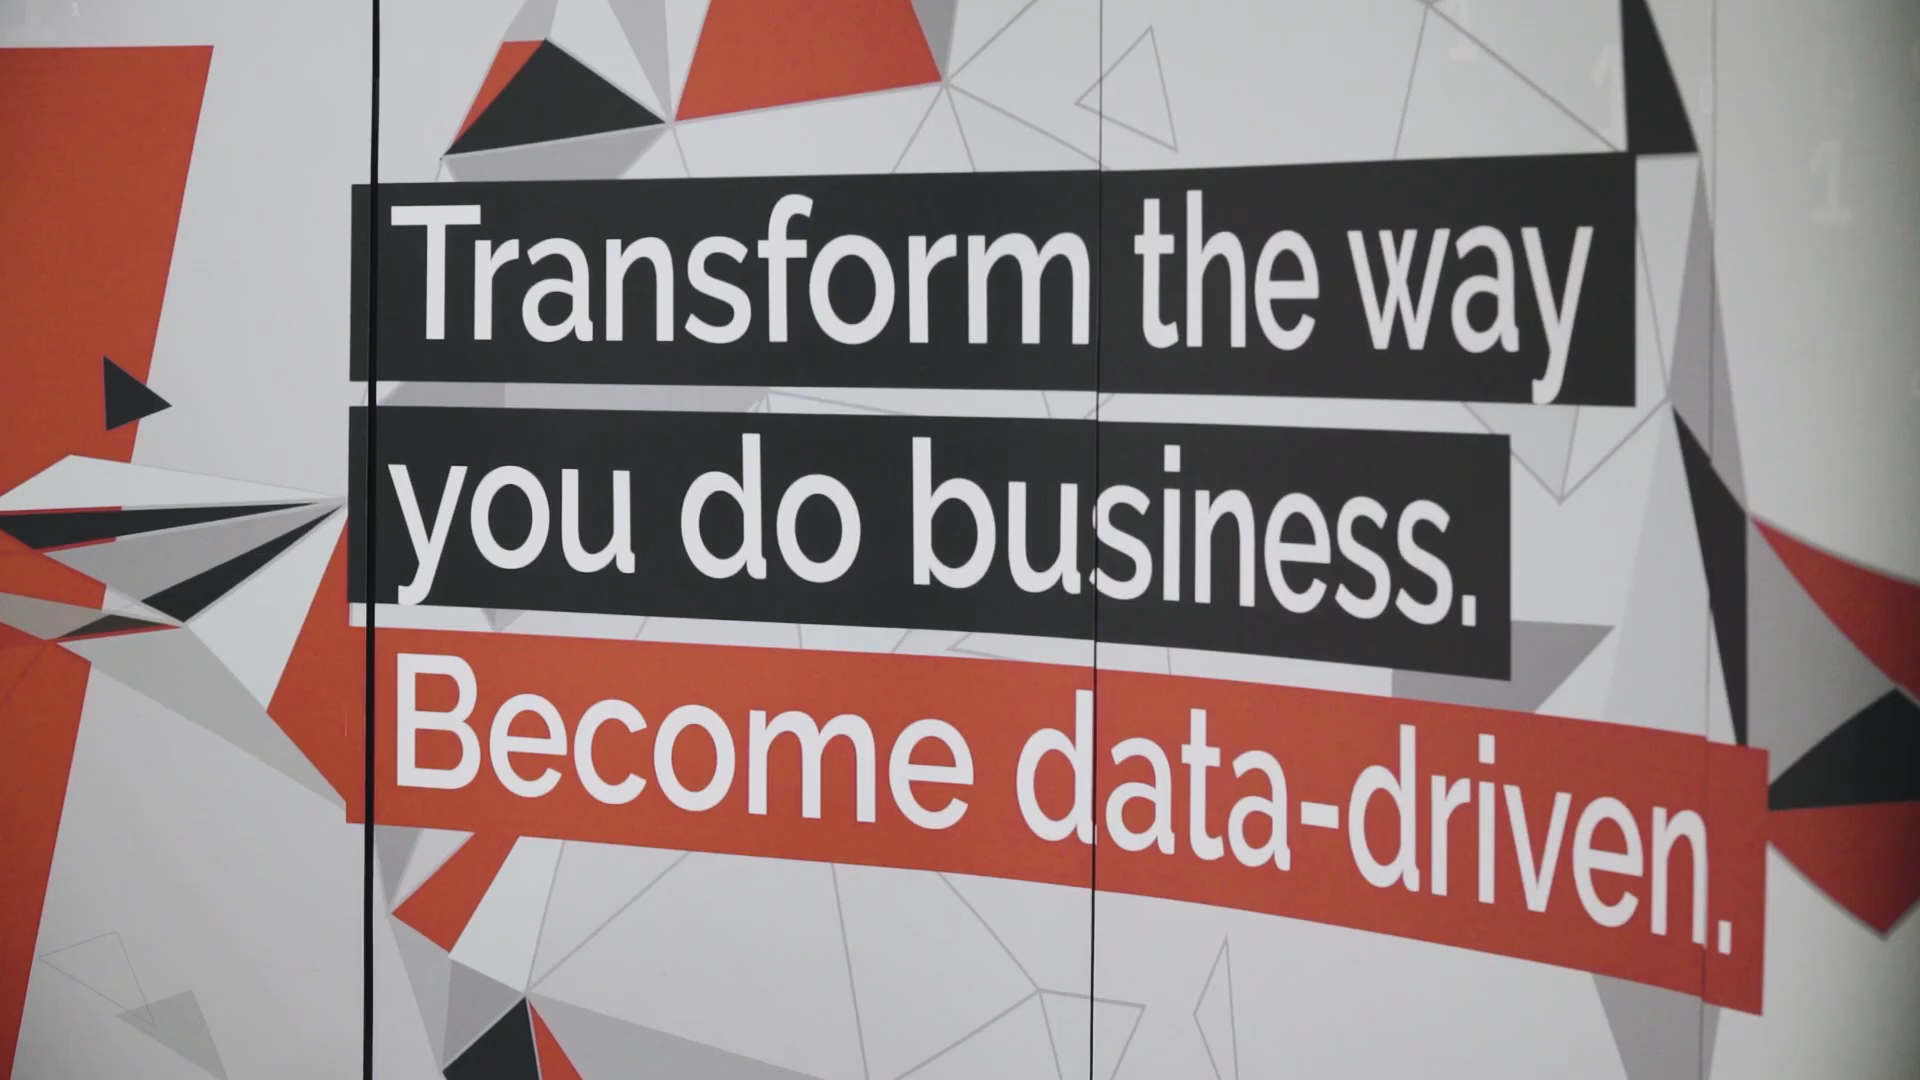 Transform the way
you do business.
Become data-driven.